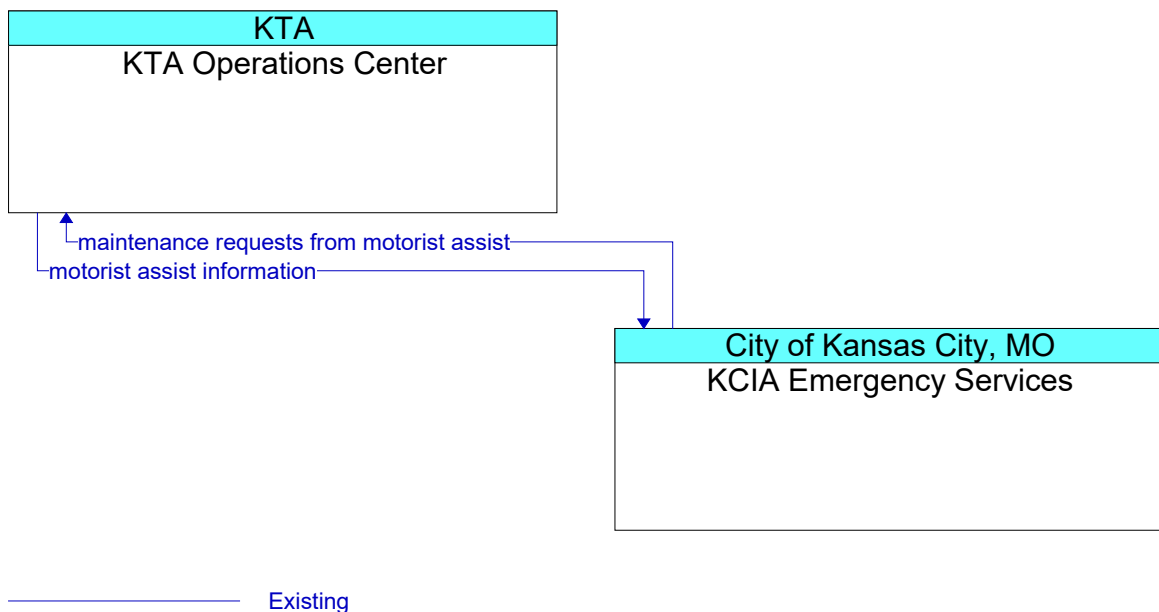 KTA
KTA Operations Center
maintenance requests from motorist assist
motorist assist information
City of Kansas City, MO
KCIA Emergency Services
Existing